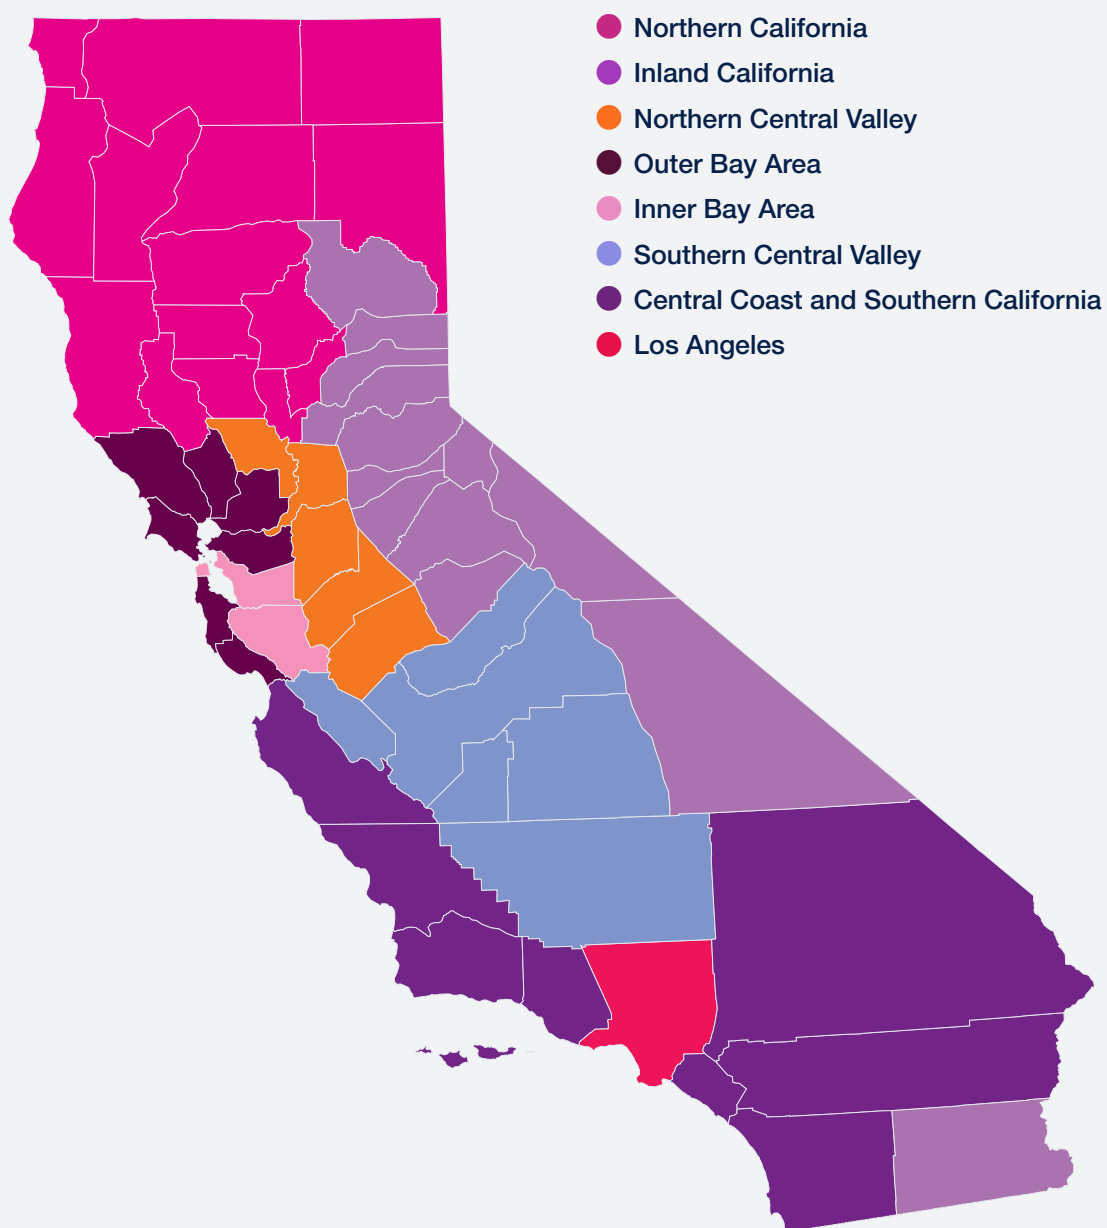 Northern California
Inland California
Northern Central Valley
Outer Bay Area
Inner Bay Area
Southern Central Valley
Central Coast and Southern California
Los Angeles